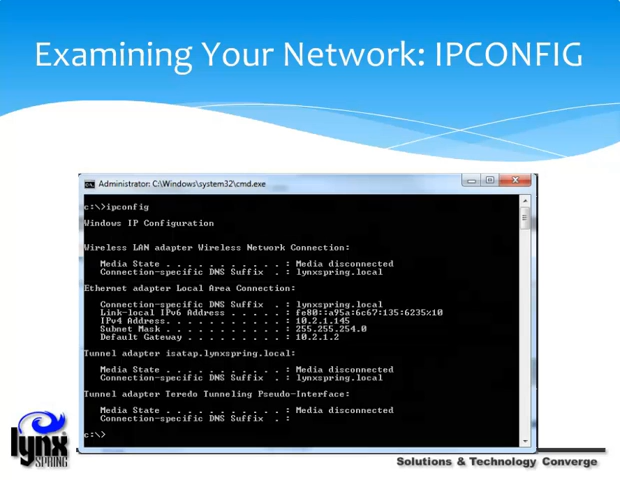 Examining Your Network: IPCONFIG
Administrator: C:\Windows\system32\cmd.exe
c:\>ipconfig
Windows IP Configuration
Wireless LAN adapter Wireless Network Connection:
Media State . . . . . . . . . . . : Media disconnected
Connection-specific DNS Suffix  . : lynxspring.local
Ethernet adapter Local Area Connection:
Connection-specific DNS Suffix  . : lynxspring.local
Link-local IPv6 Address . . . . . : fe80::a95a:6c67:135:6235%10
IPv4 Address. . . . . . . . . . . : 10.2.1.145
Subnet Mask . . . . . . . . . . . : 255.255.254.0
Default Gateway . . . . . . . . . : 10.2.1.2
Tunnel adapter isatap.lynxspring.local:
Media State . . . . . . . . . . . : Media disconnected
Connection-specific DNS Suffix  . : lynxspring.local
Tunnel adapter Teredo Tunneling Pseudo-Interface:
Media State . . . . . . . . . . . : Media disconnected
Connection-specific DNS Suffix  . :
c:\>
lynx
SPRING
Solutions & Technology Converge